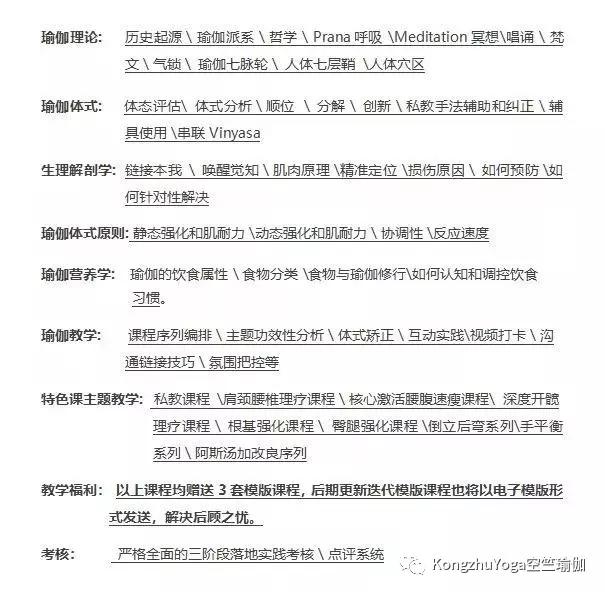 瑜伽理论: 历史起源 \ 瑜伽派系 \ 哲学 \ Prana 呼吸 \Meditation 冥想\唱诵 \ 梵
文 \ 气锁 \ 瑜伽七脉轮 \ 人体七层鞘 \人体穴区
瑜伽体式: 体态评估\ 体式分析 \ 顺位 \ 分解 \ 创新 \ 私教手法辅助和纠正 \ 辅
具使用 \串联 Vinyasa
生理解剖学: 链接本我 \ 唤醒觉知 \ 肌肉原理 \精准定位 \损伤原因 \ 如何预防 \如
何针对性解决
瑜伽体式原则: 静态强化和肌耐力 \动态强化和肌耐力 \ 协调性 \ 反应速度
瑜伽营养学: 瑜伽的饮食属性 \ 食物分类 \食物与瑜伽修行\如何认知和调控饮食
习惯。
瑜伽教学: 课程序列编排 \ 主题功效性分析 \ 体式矫正 \ 互动实践\视频打卡 \ 沟
通链接技巧 \ 氛围把控等
特色课主题教学: 私教课程 \肩颈腰椎理疗课程 \ 核心激活腰腹速瘦课程\ 深度开髋
理疗课程 \ 根基强化课程 \ 臀腿强化课程 \倒立后弯系列\手平衡
系列 \ 阿斯汤加改良序列
教学福利: 以上课程均赠送 3 套模版课程，后期更新迭代模版课程也将以电子模版形
式发送，解决后顾之忧。
考核: 严格全面的三阶段落地实践考核 \ 点评系统
KongzhuYoga空竺瑜伽